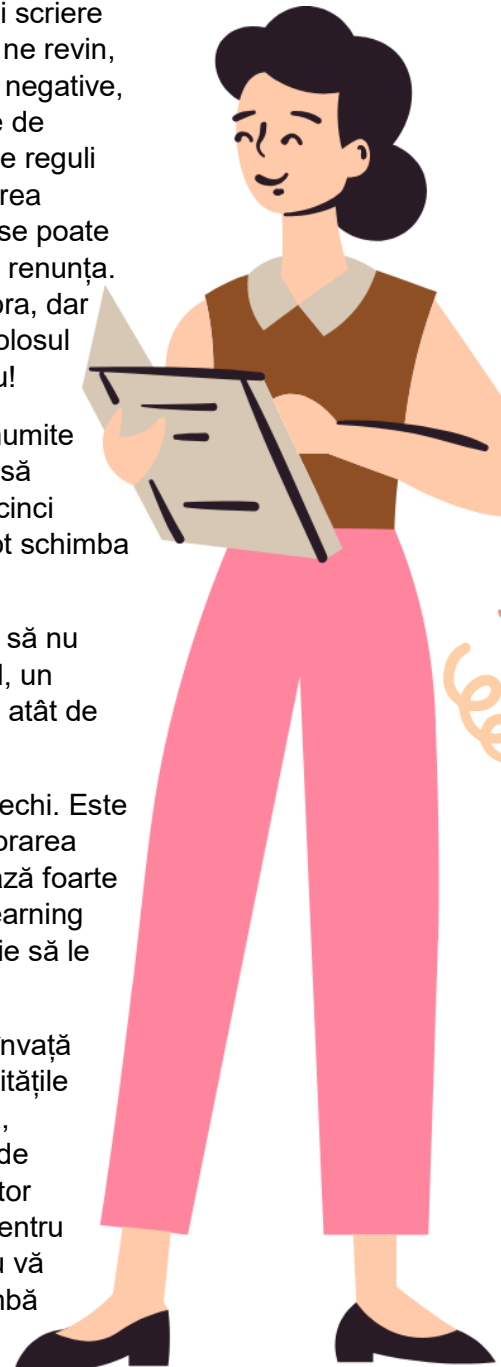 i scriere
ne revin,
negative,
e de
e reguli
rea
se poate
renunța.
ora, dar
olosul
u!
numite
să
cinci
ot schimba
să nu
l, un
atât de
echi. Este
orarea
ază foarte
earning
ie să le
nvață
itățile
,
de
tor
entru
u vă
mbă